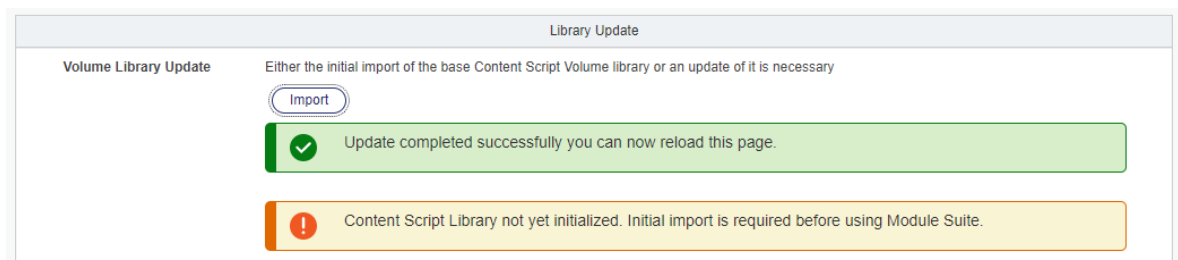 Library Update
Volume Library Update
Either the initial import of the base Content Script Volume library or an update of it is necessary
Import
Update completed successfully you can now reload this page.
Content Script Library not yet initialized. Initial import is required before using Module Suite.